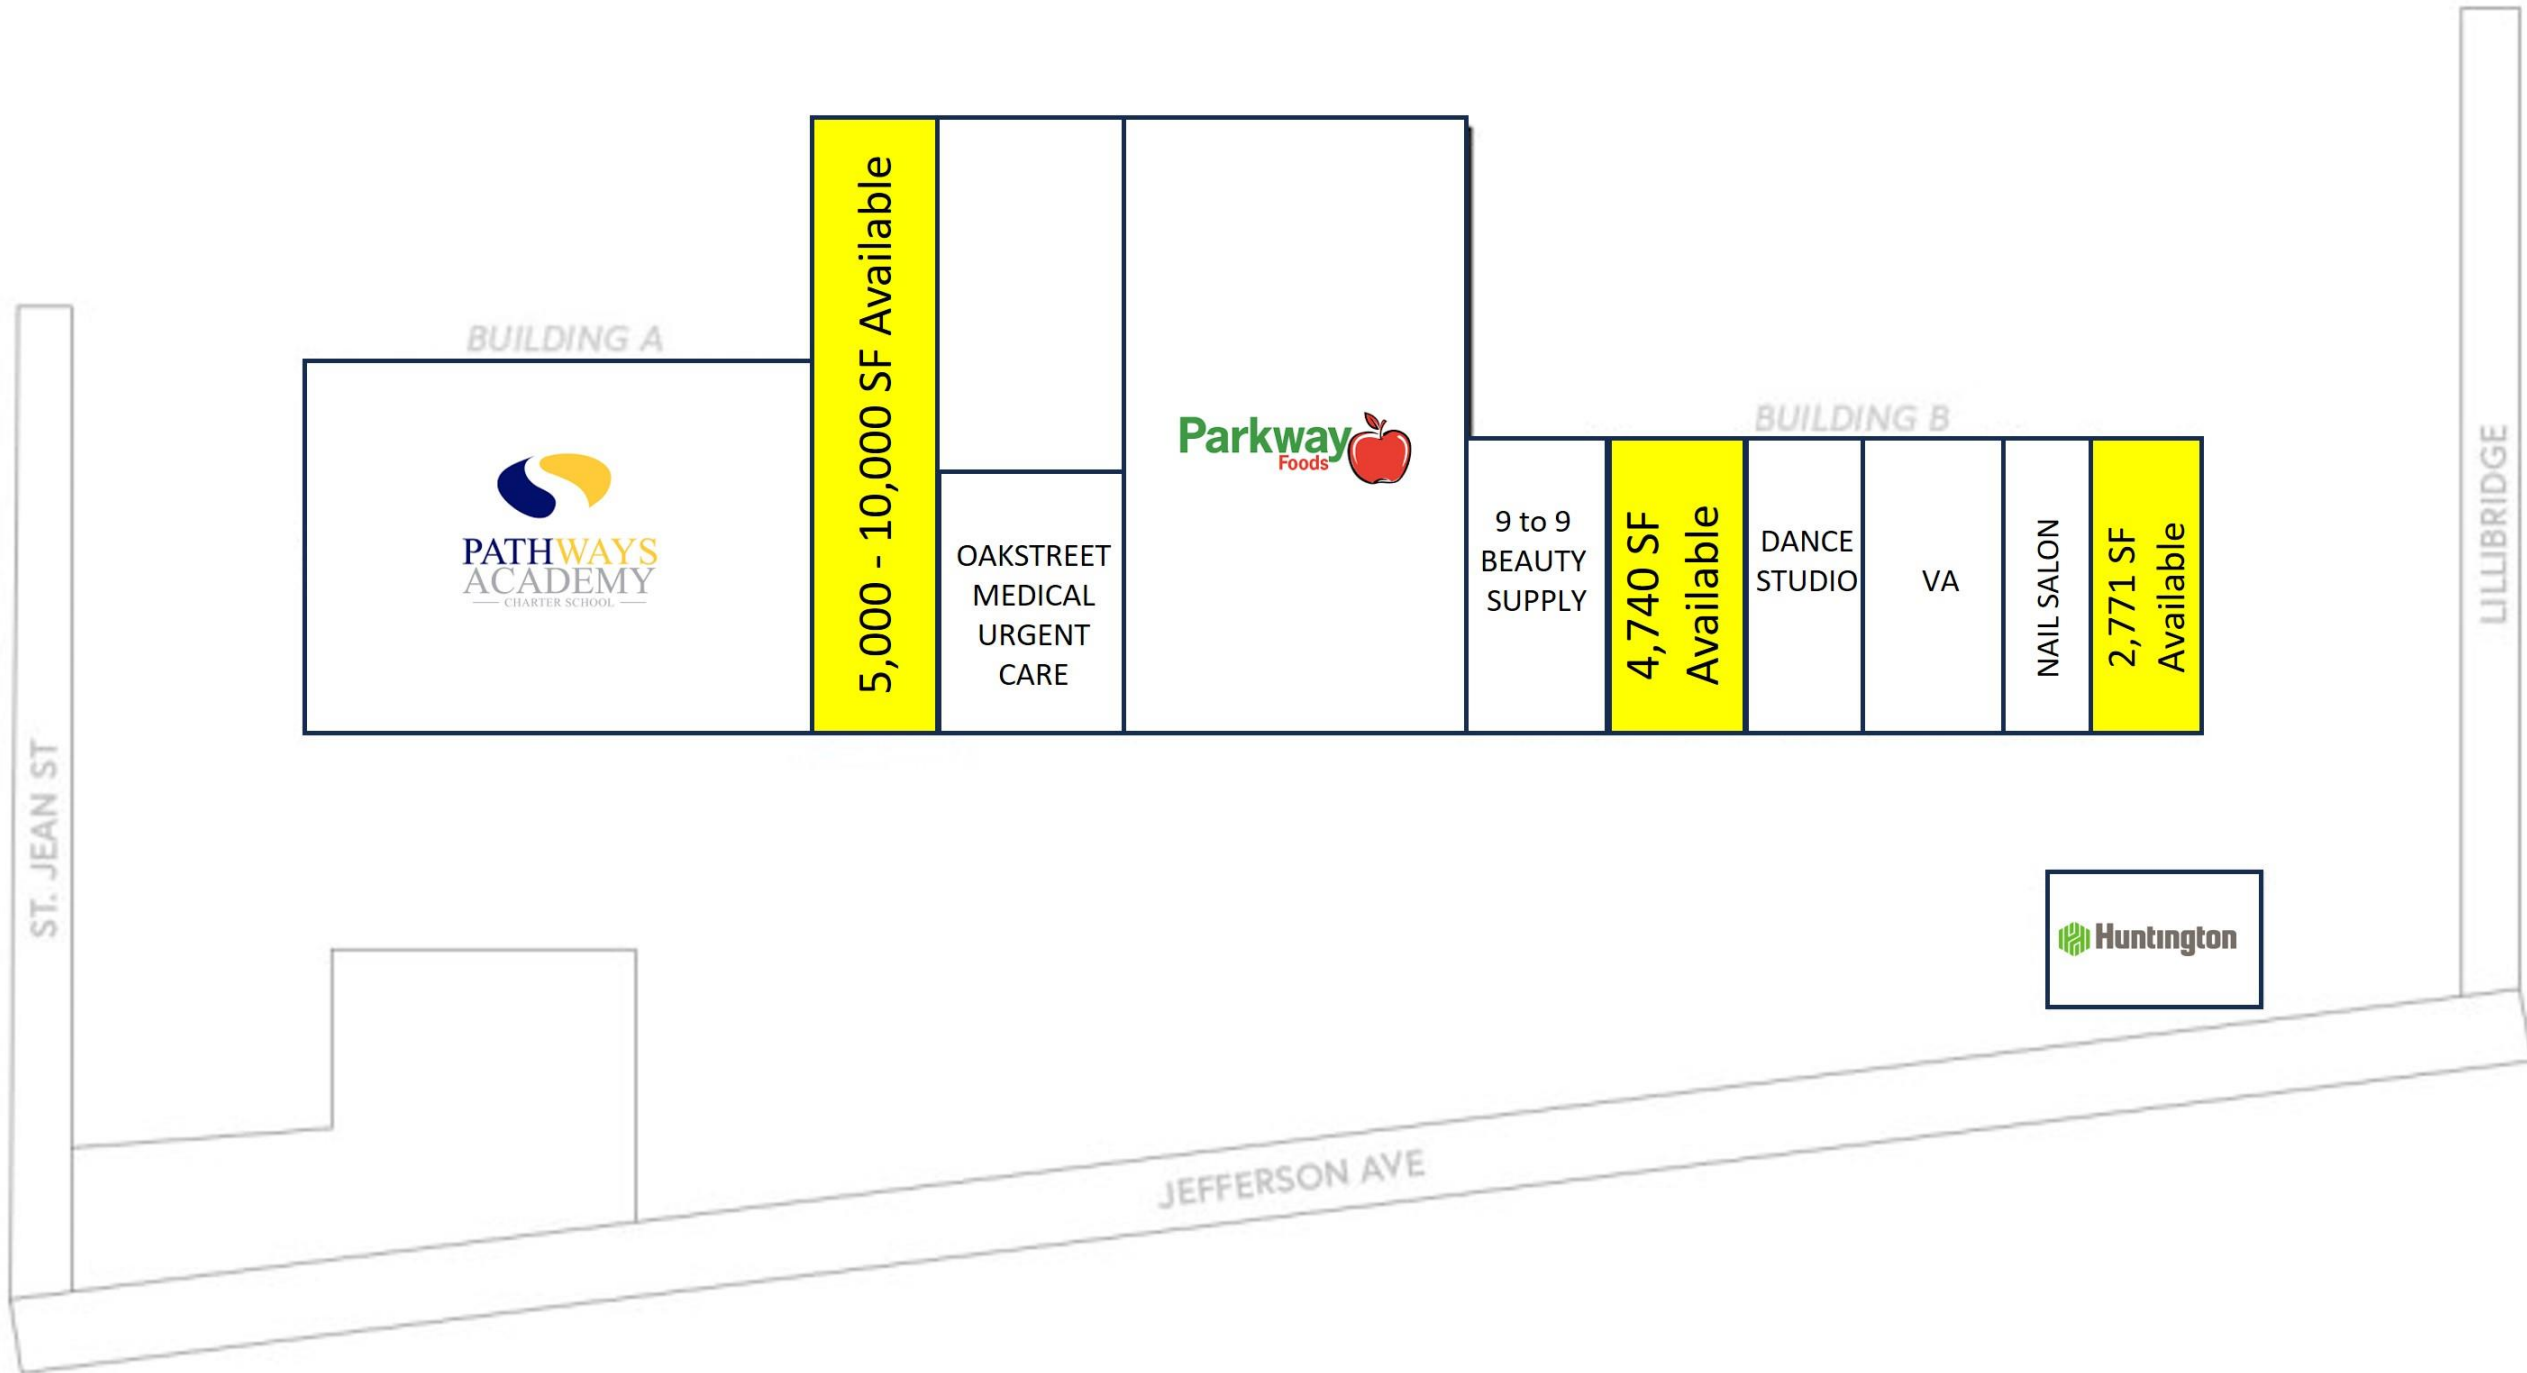 BUILDING A
PATHWAYS
ACADEMY
CHARTER SCHOOL
5,000 - 10,000 SF Available
OAKSTREET
MEDICAL
URGENT
CARE
Parkway
Foods
BUILDING B
9 to 9
BEAUTY
SUPPLY
4,740 SF
Available
DANCE
STUDIO
VA
NAIL SALON
2,771 SF
Available
LILLIBRIDGE
ST. JEAN ST
Huntington
JEFFERSON AVE